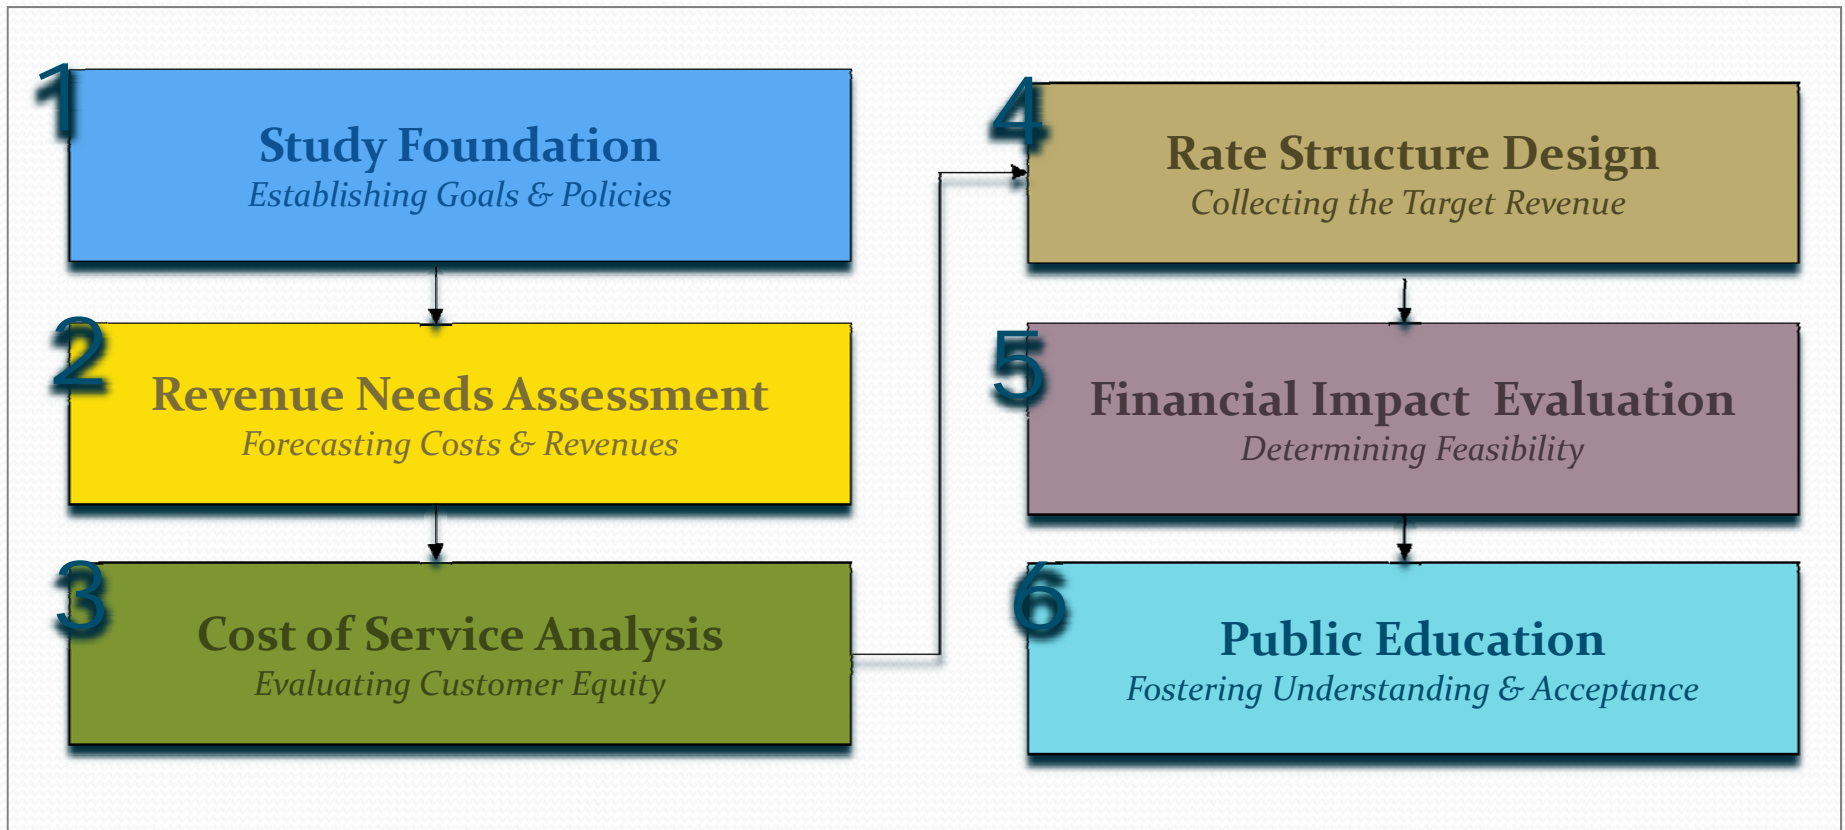 1
Study Foundation
Establishing Goals & Policies
2
Revenue Needs Assessment
Forecasting Costs & Revenues
3
Cost of Service Analysis
Evaluating Customer Equity
4
Rate Structure Design
Collecting the Target Revenue
5
Financial Impact  Evaluation
Determining Feasibility
6
Public Education
Fostering Understanding & Acceptance